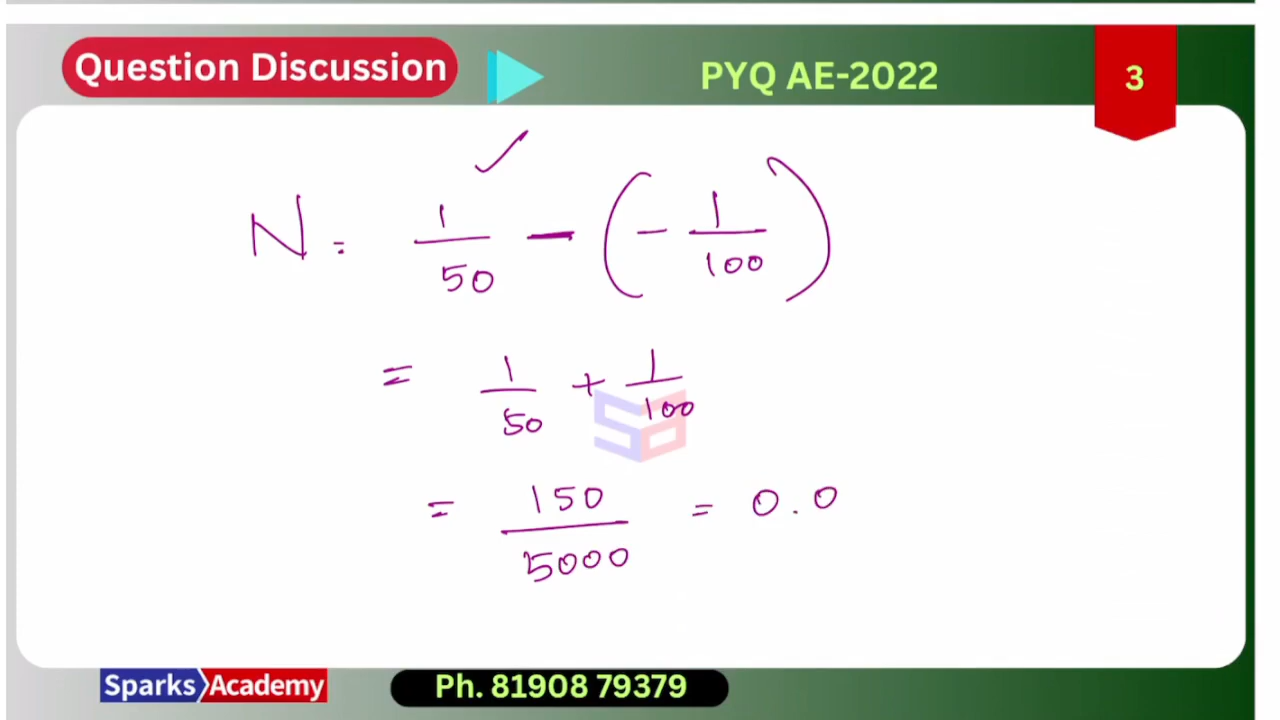 Question Discussion
PYQ AE-2022
3
N = 1/50 - (- 1/100)
= 1/50 + 1/100
= 150/5000 = 0.0
Sparks Academy
Ph. 81908 79379